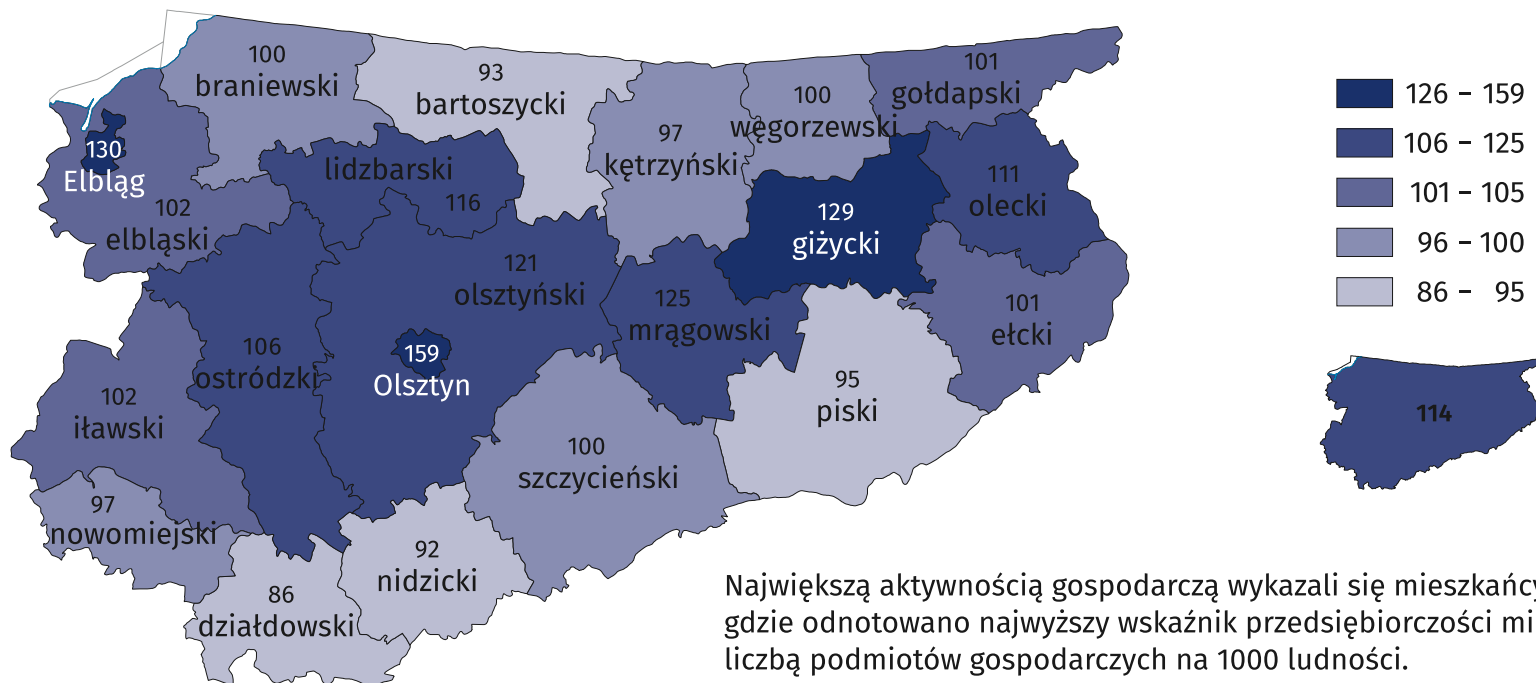 100
braniewski
93
bartoszycki
101
gołdapski
100
węgorzewski
97
kętrzyński
130
Elbląg
lidzbarski
116
111
olecki
102
elbląski
129
giżycki
121
olsztyński
125
mrągowski
101
ełcki
106
ostródzki
159
Olsztyn
95
piski
102
iławski
100
szczycieński
97
nowomiejski
92
nidzicki
86
działdowski
126 – 159
106 – 125
101 – 105
96 – 100
86 – 95
114
Największą aktywnością gospodarczą wykazali się mieszkańcy
gdzie odnotowano najwyższy wskaźnik przedsiębiorczości mi
liczbą podmiotów gospodarczych na 1000 ludności.